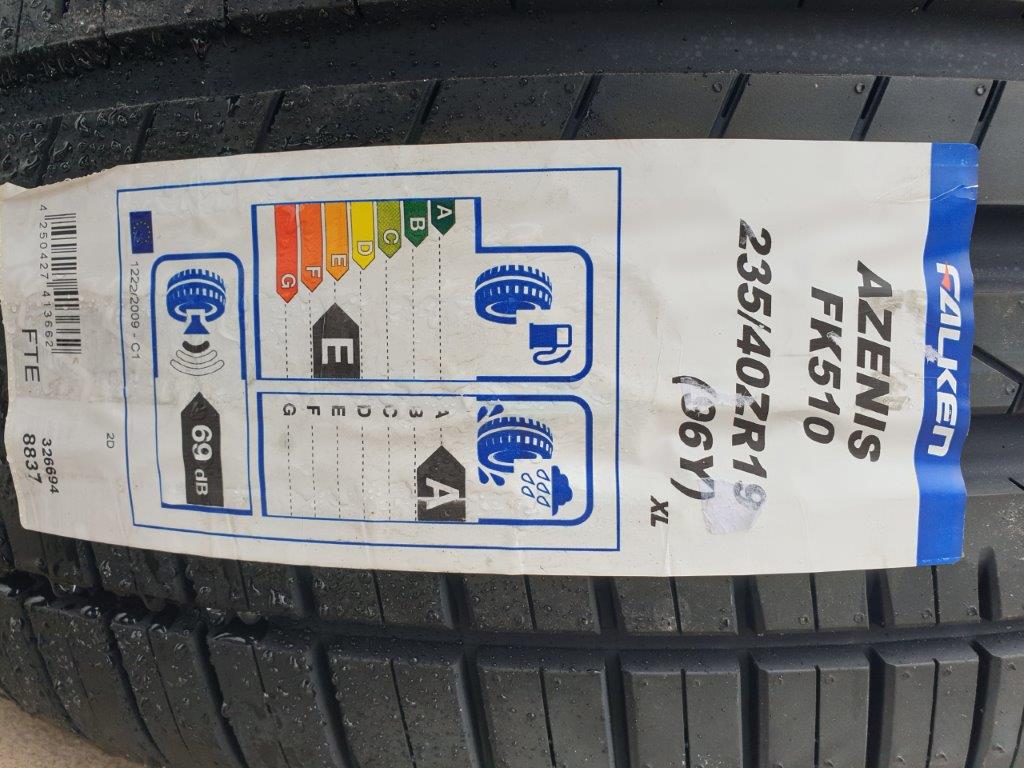 FALKEN
AZENIS
FK510
235/40ZR19
(96Y)
XL
A
B
C
D
E
F
G
E
A
B
C
D
E
F
G
A
69 dB
1222/2009 - C1
2D
4 250427 413662
FTE
326694
8837